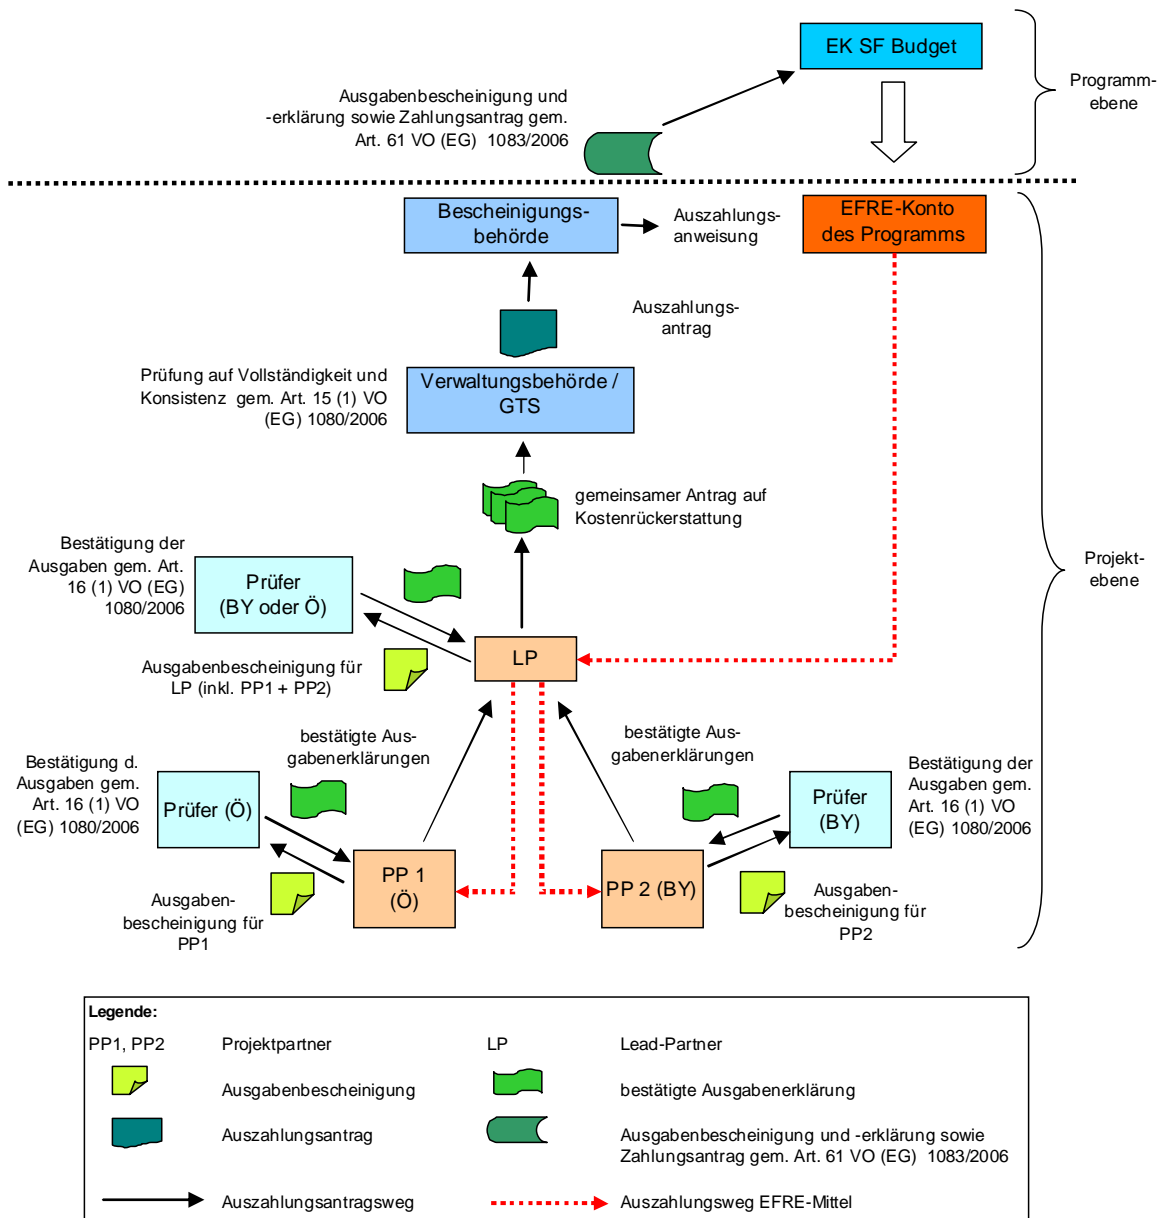 EK SF Budget
Programm-
ebene
Ausgabenbescheinigung und
-erklärung sowie Zahlungsantrag gem.
Art. 61 VO (EG) 1083/2006
Bescheinigungs-
behörde
Auszahlungs-
anweisung
EFRE-Konto
des Programms
Auszahlungs-
antrag
Prüfung auf Vollständigkeit und
Konsistenz gem. Art. 15 (1) VO
(EG) 1080/2006
Verwaltungsbehörde /
GTS
gemeinsamer Antrag auf
Kostenrückerstattung
Bestätigung der
Ausgaben gem. Art.
16 (1) VO (EG)
1080/2006
Prüfer
(BY oder Ö)
Projekt-
ebene
LP
Ausgabenbescheinigung für
LP (inkl. PP1 + PP2)
bestätigte Aus-
gabenerklärungen
bestätigte Aus-
gabenerklärungen
Bestätigung d.
Ausgaben gem.
Art. 16 (1) VO
(EG) 1080/2006
Prüfer (Ö)
Prüfer
(BY)
Bestätigung der
Ausgaben gem.
Art. 16 (1) VO
(EG) 1080/2006
PP 1
(Ö)
PP 2 (BY)
Ausgaben-
bescheinigung für
PP1
Ausgaben-
bescheinigung für
PP2
Legende:
PP1, PP2 Projektpartner LP Lead-Partner
Ausgabenbescheinigung bestätigte Ausgabenerklärung
Auszahlungsantrag Ausgabenbescheinigung und -erklärung sowie
Zahlungsantrag gem. Art. 61 VO (EG) 1083/2006
Auszahlungsantragsweg Auszahlungsweg EFRE-Mittel